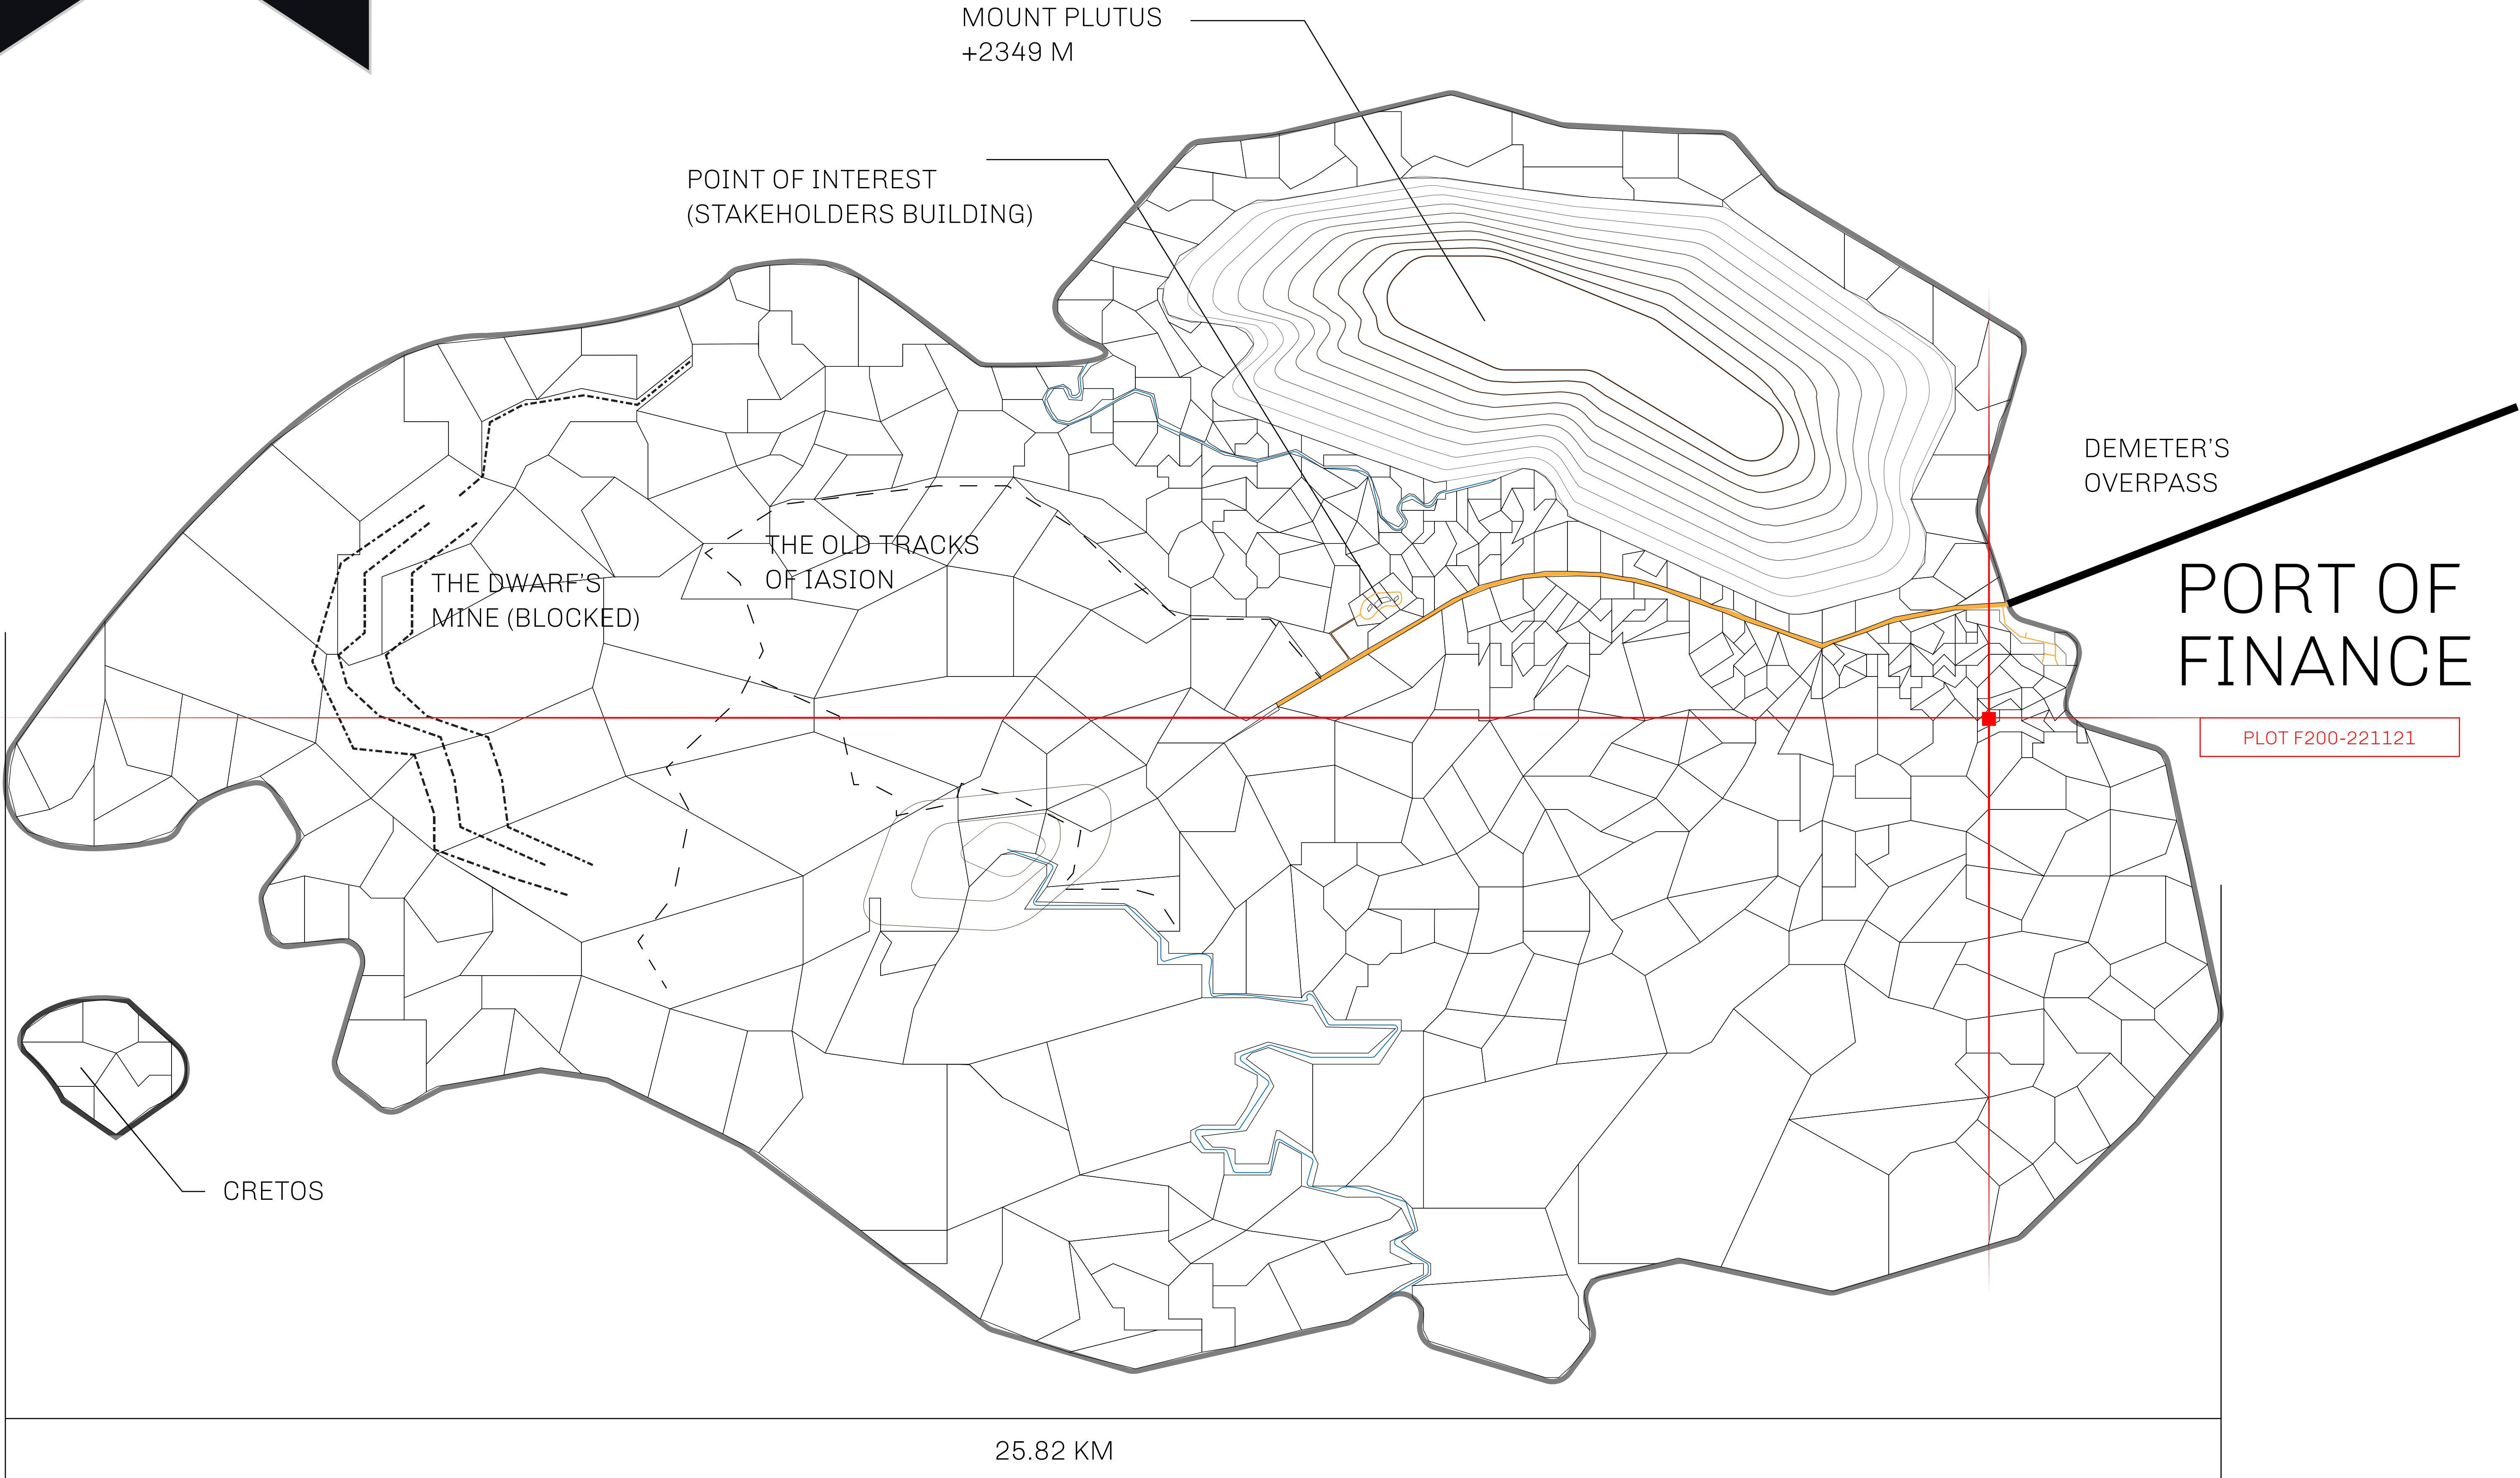 MOUNT PLUTUS
+2349 M
POINT OF INTEREST
(STAKEHOLDERS BUILDING)
DEMETER'S
OVERPASS
THE OLD TRACKS
OF IASION
THE DWARF'S
MINE (BLOCKED)
PORT OF
FINANCE
PLOT F200-221121
CRETOS
25.82 KM